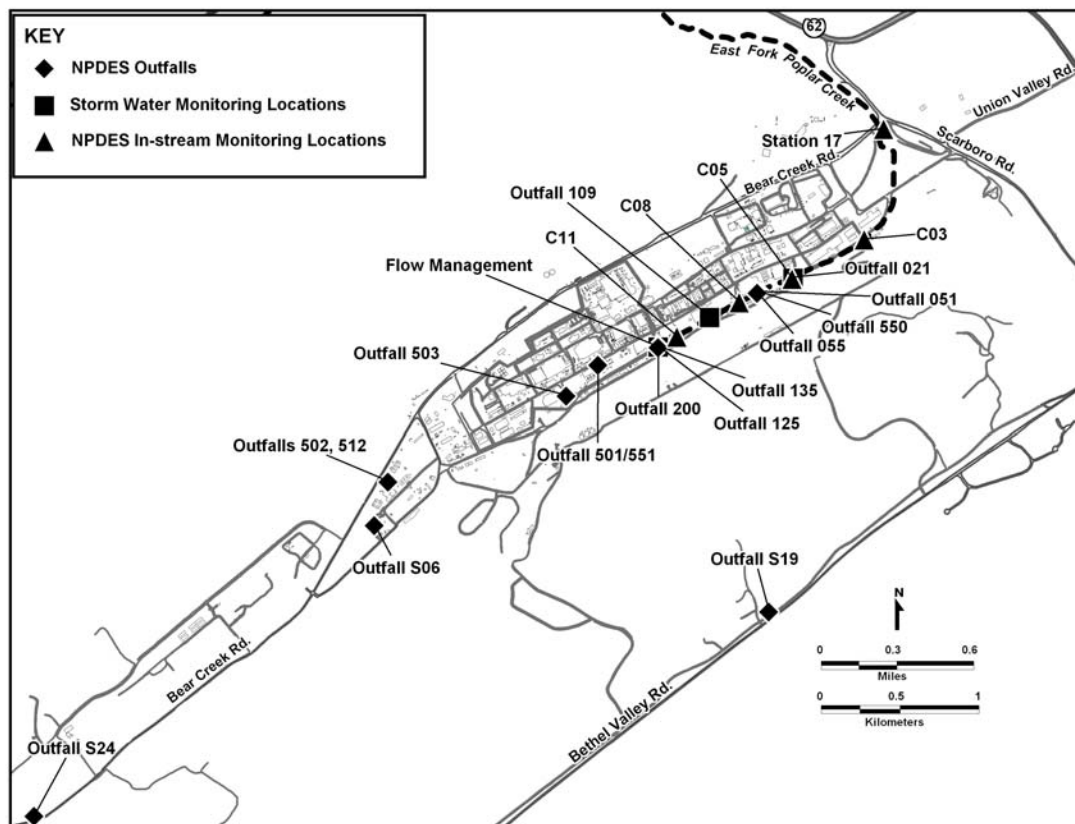 KEY
NPDES Outfalls
Storm Water Monitoring Locations
NPDES In-stream Monitoring Locations
62
East Fork Poplar Creek
Union Valley Rd.
Station 17
Scarboro Rd.
Bear Creek Rd.
C05
Outfall 109
C08
C11
C03
Flow Management
Outfall 021
Outfall 051
Outfall 550
Outfall 055
Outfall 503
Outfall 135
Outfall 200
Outfall 125
Outfalls 502, 512
Outfall 501/551
Outfall S06
Outfall S19
N
0 0.3 0.6
Miles
0 0.5 1
Kilometers
Bear Creek Rd.
Bethel Valley Rd.
Outfall S24